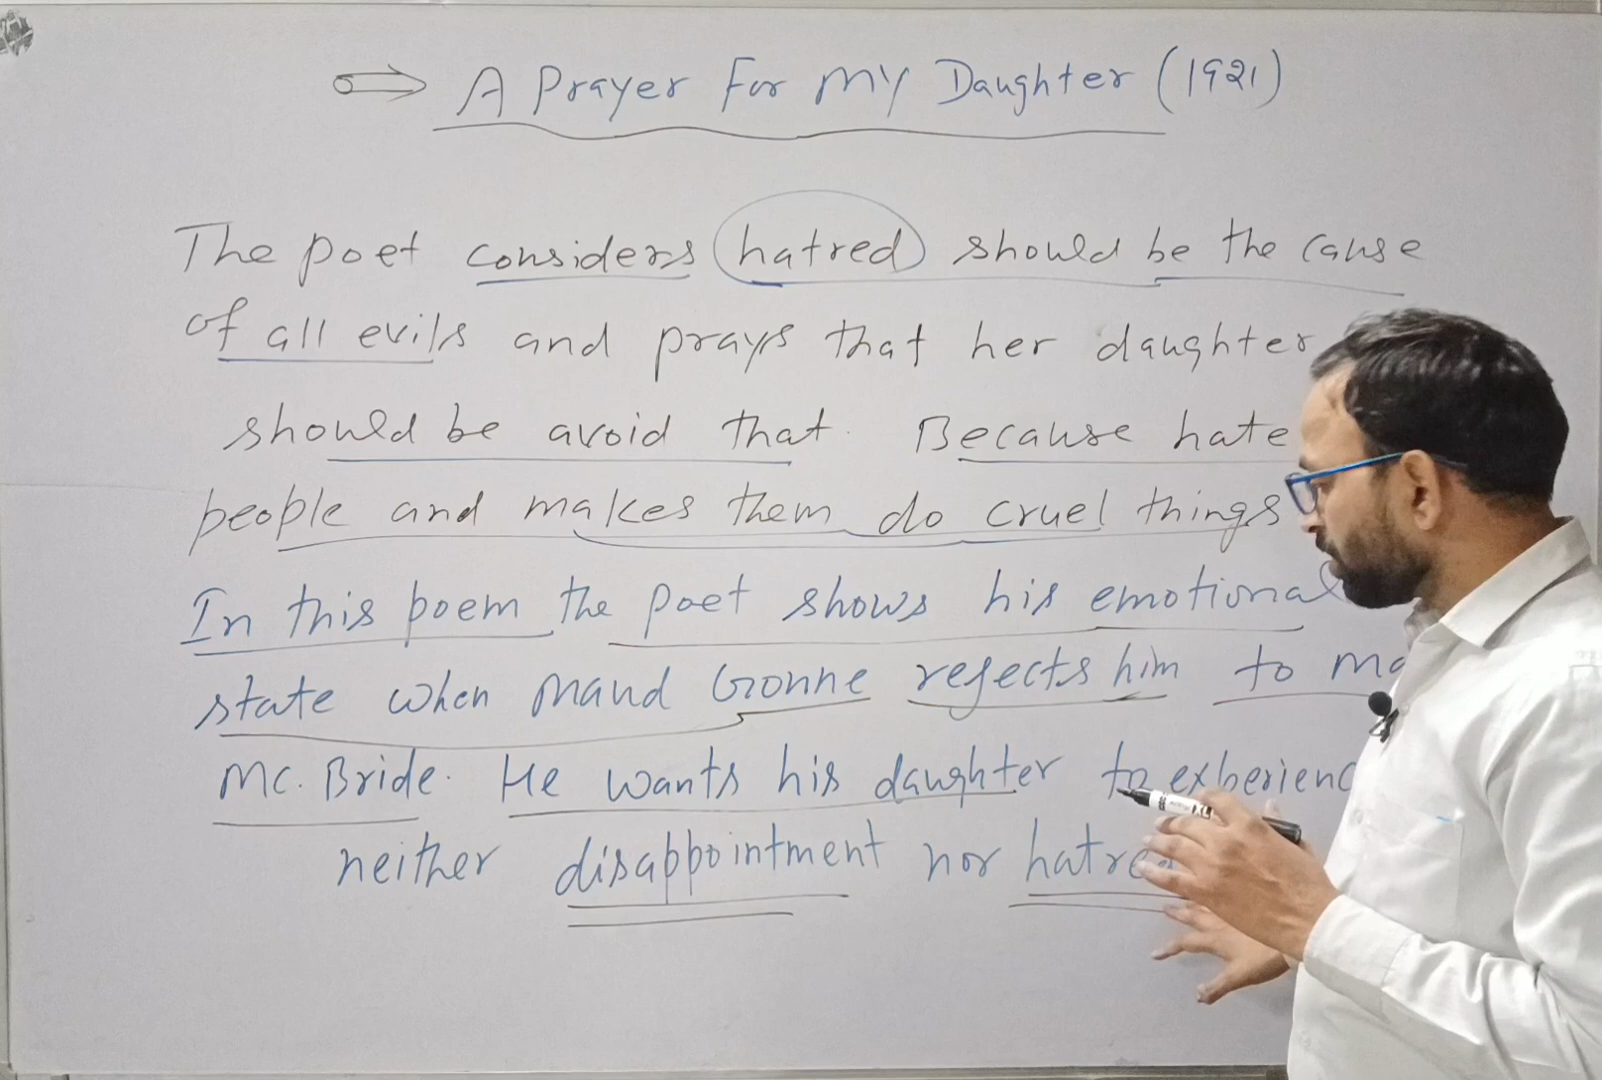 A Prayer For My Daughter (1921)
The poet considers hatred should be the cause
of all evils and prays that her daughter
should be avoid that. Because hate
people and makes them do cruel things
In this poem the poet shows his emotional
state when Maud Gonne rejects him to
Mc. Bride. He wants his daughter to
neither disappointment nor